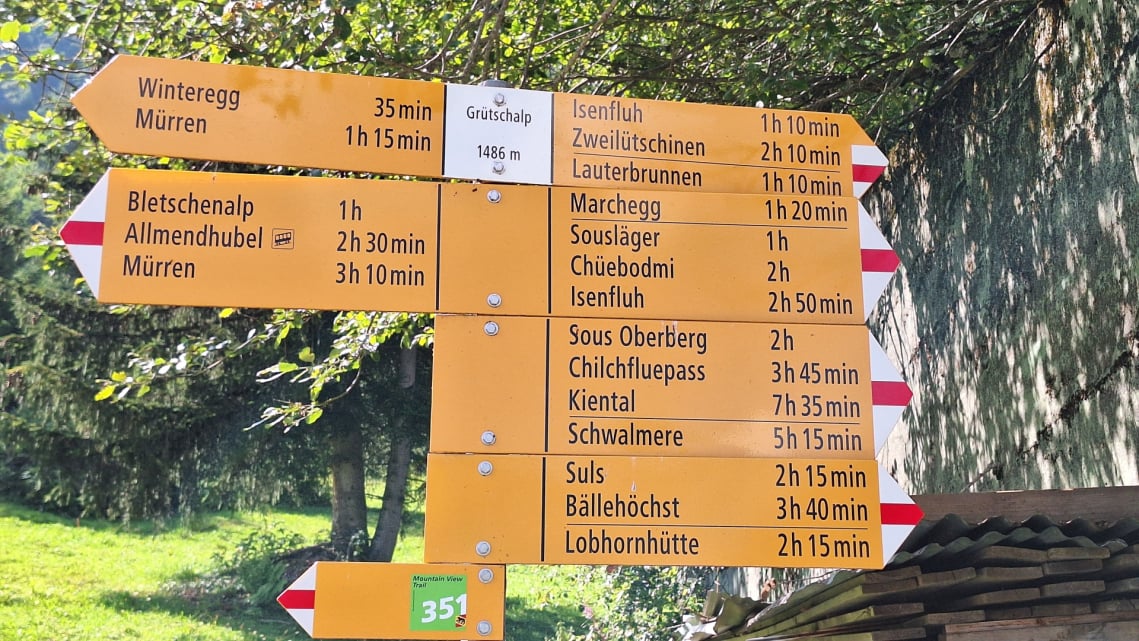 Winteregg 35 min
Mürren 1 h 15 min
Grütschalp
1486 m
Isenfluh 1 h 10 min
Zweilütschinen 2 h 10 min
Lauterbrunnen 1 h 10 min
Bletschenalp 1 h
Allmendhubel 2 h 30 min
Mürren 3 h 10 min
Marchegg 1 h 20 min
Sousläger 1 h
Chüebodmi 2 h
Isenfluh 2 h 50 min
Sous Oberberg 2 h
Chilchfluepass 3 h 45 min
Kiental 7 h 35 min
Schwalmere 5 h 15 min
Suls 2 h 15 min
Bällehöchst 3 h 40 min
Lobhornhütte 2 h 15 min
Mountain View
Trail
351